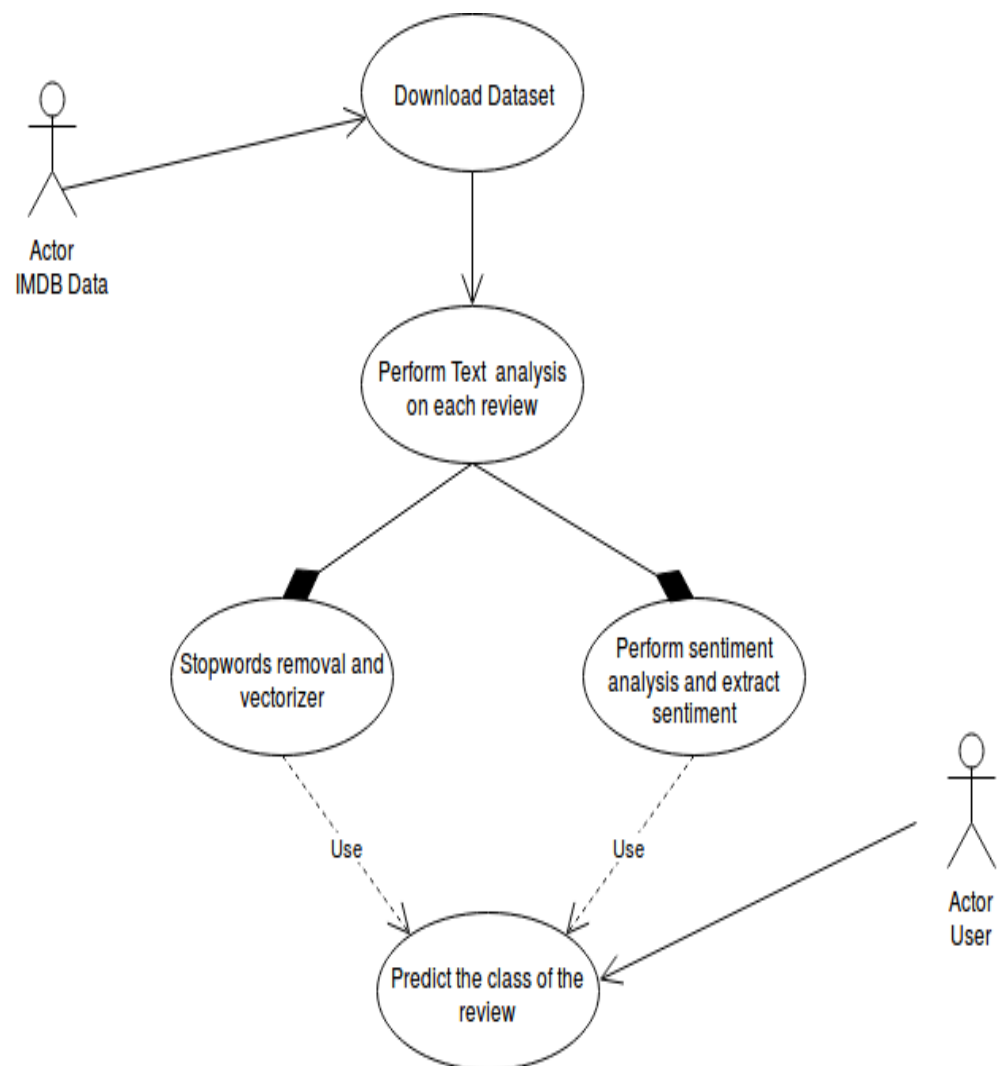 Download Dataset
Actor
IMDB Data
Perform Text analysis
on each review
Stopwords removal and
vectorizer
Perform sentiment
analysis and extract
sentiment
Use
Use
Actor
User
Predict the class of the
review